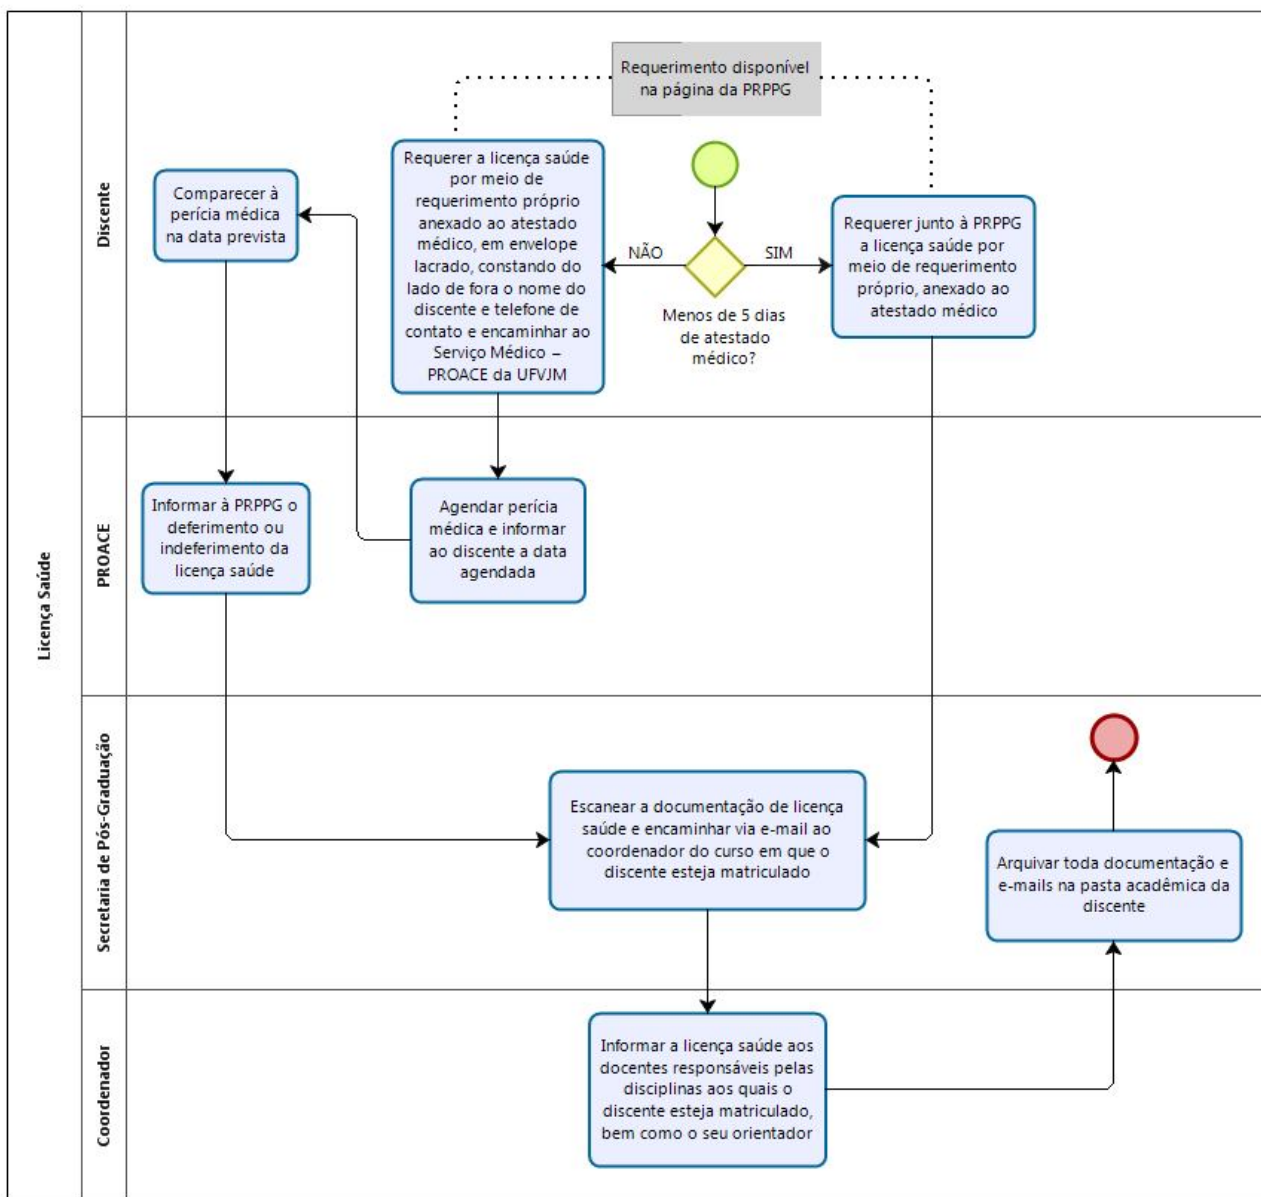 Licença Saúde
Discente
Requerimento disponível
na página da PRPPG
Comparecer à
perícia médica
na data prevista
Requerer a licença saúde
por meio de
requerimento próprio
anexado ao atestado
médico, em envelope
lacrado, constando do
lado de fora o nome do
discente e telefone de
contato e encaminhar ao
Serviço Médico –
PROACE da UFVJM
NÃO
SIM
Menos de 5 dias
de atestado
médico?
Requerer junto à PRPPG
a licença saúde por
meio de requerimento
próprio, anexado ao
atestado médico
PROACE
Informar à PRPPG o
deferimento ou
indeferimento da
licença saúde
Agendar perícia
médica e informar
ao discente a data
agendada
Secretaria de Pós-Graduação
Escanear a documentação de licença
saúde e encaminhar via e-mail ao
coordenador do curso em que o
discente esteja matriculado
Arquivar toda documentação e
e-mails na pasta acadêmica da
discente
Coordenador
Informar a licença saúde aos
docentes responsáveis pelas
disciplinas aos quais o
discente esteja matriculado,
bem como o seu orientador